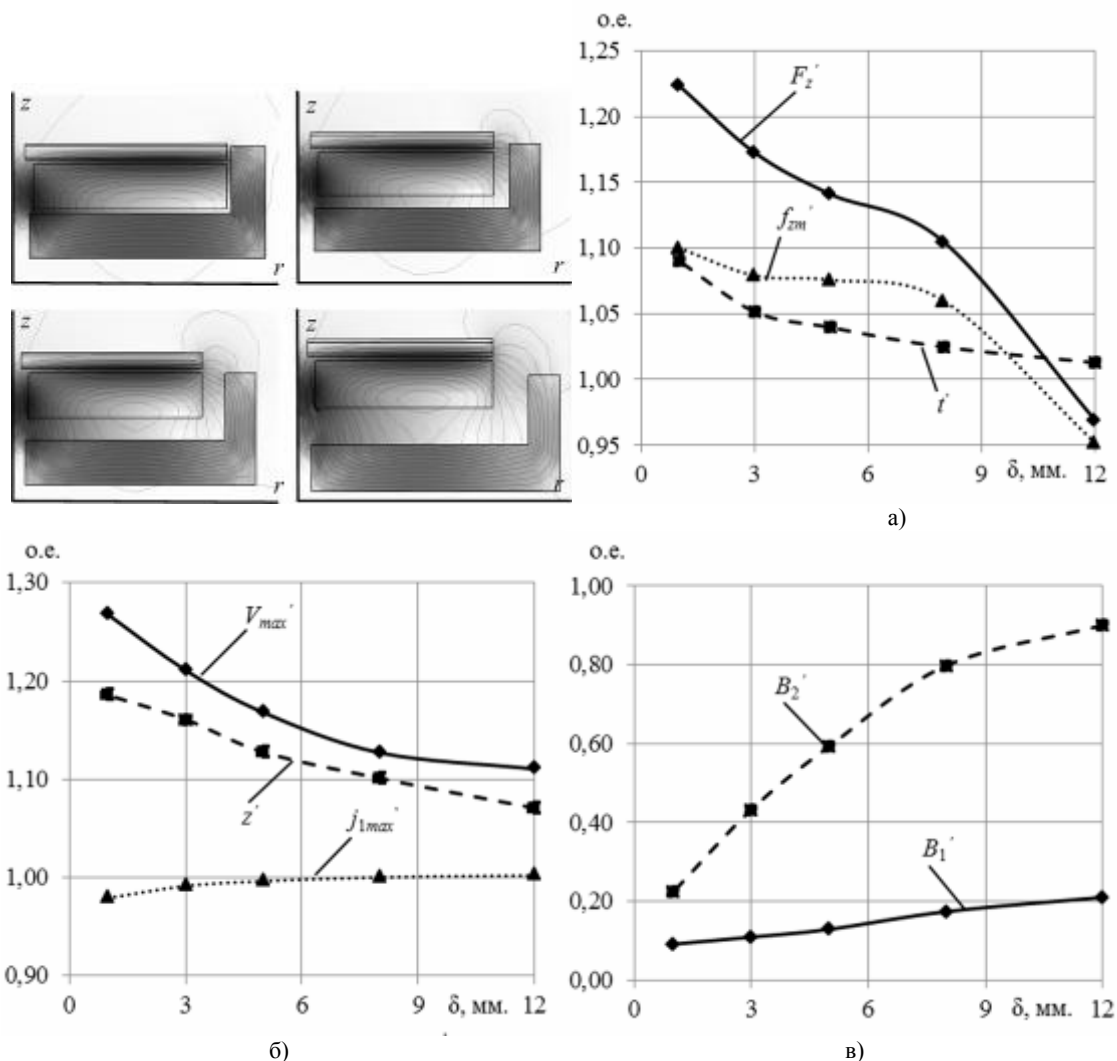 z
z
r
r
z
z
r
r
о.е.
1,25
1,20
1,15
1,10
1,05
1,00
0,95
F_z′
f_zm′
t′
0 3 6 9 δ, мм. 12
а)
о.е.
1,30
1,20
1,10
1,00
0,90
V_max′
z′
j_1max′
0 3 6 9 δ, мм. 12
б)
о.е.
1,00
0,80
0,60
0,40
0,20
0,00
B_2′
B_1′
0 3 6 9 δ, мм. 12
в)